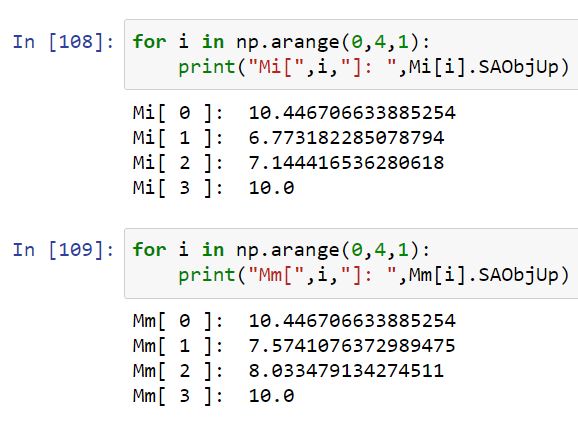 In [108]: for i in np.arange(0,4,1):
    print("Mi[",i,"]: ",Mi[i].SAObjUp)
Mi[ 0 ]:  10.446706633885254
Mi[ 1 ]:  6.773182285078794
Mi[ 2 ]:  7.144416536280618
Mi[ 3 ]:  10.0
In [109]: for i in np.arange(0,4,1):
    print("Mm[",i,"]: ",Mm[i].SAObjUp)
Mm[ 0 ]:  10.446706633885254
Mm[ 1 ]:  7.5741076372989475
Mm[ 2 ]:  8.033479134274511
Mm[ 3 ]:  10.0